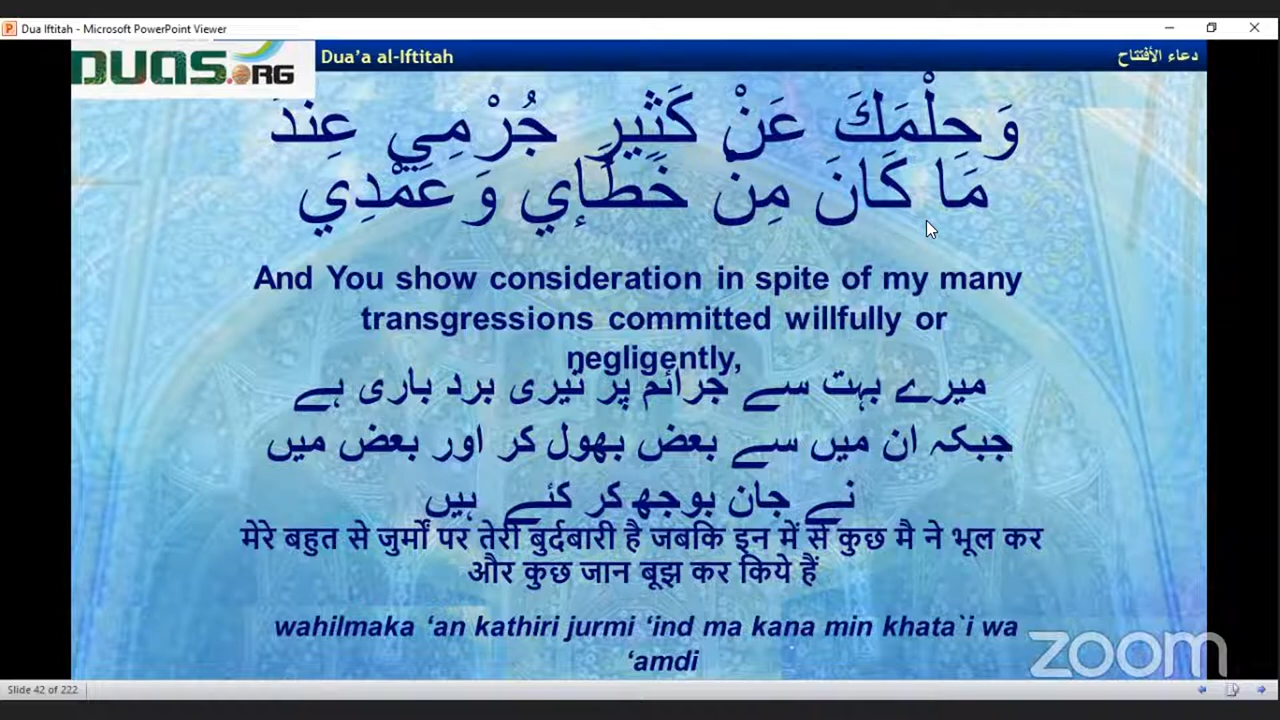 Dua Iftitah - Microsoft PowerPoint Viewer
DUAS.ORG
Dua'a al-Iftitah
دعاء الأفتتاح
وَحِلْمَكَ عَنْ كَثِيرِ جُرْمِي عِنْدَ
مَا كَانَ مِنْ خَطَإي وَعَمْدِي
And You show consideration in spite of my many
transgressions committed willfully or
negligently,
میرے بہت سے جرائم پر تیری برد باری ہے
جبکہ ان میں سے بعض بھول کر اور بعض میں
نے جان بوجھ کر کئے ہیں
मेरे बहुत से जुर्मों पर तेरी बुर्दबारी है जबकि इन में से कुछ मै ने भूल कर
और कुछ जान बूझ कर किये हैं
wahilmaka ‘an kathiri jurmi ‘ind ma kana min khata`i wa
‘amdi
zoom
Slide 42 of 222